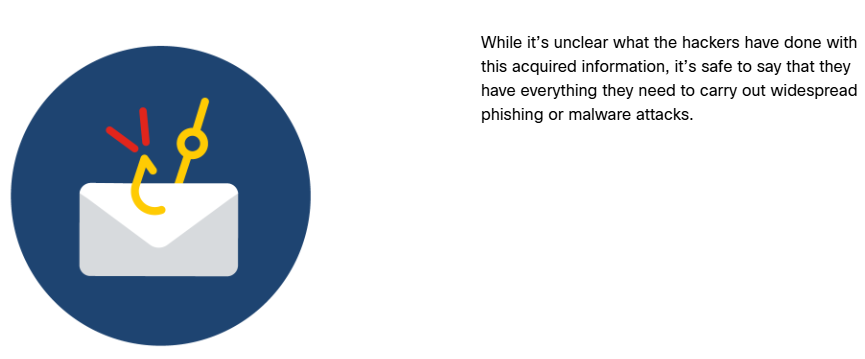 While it’s unclear what the hackers have done with
this acquired information, it’s safe to say that they
have everything they need to carry out widespread
phishing or malware attacks.